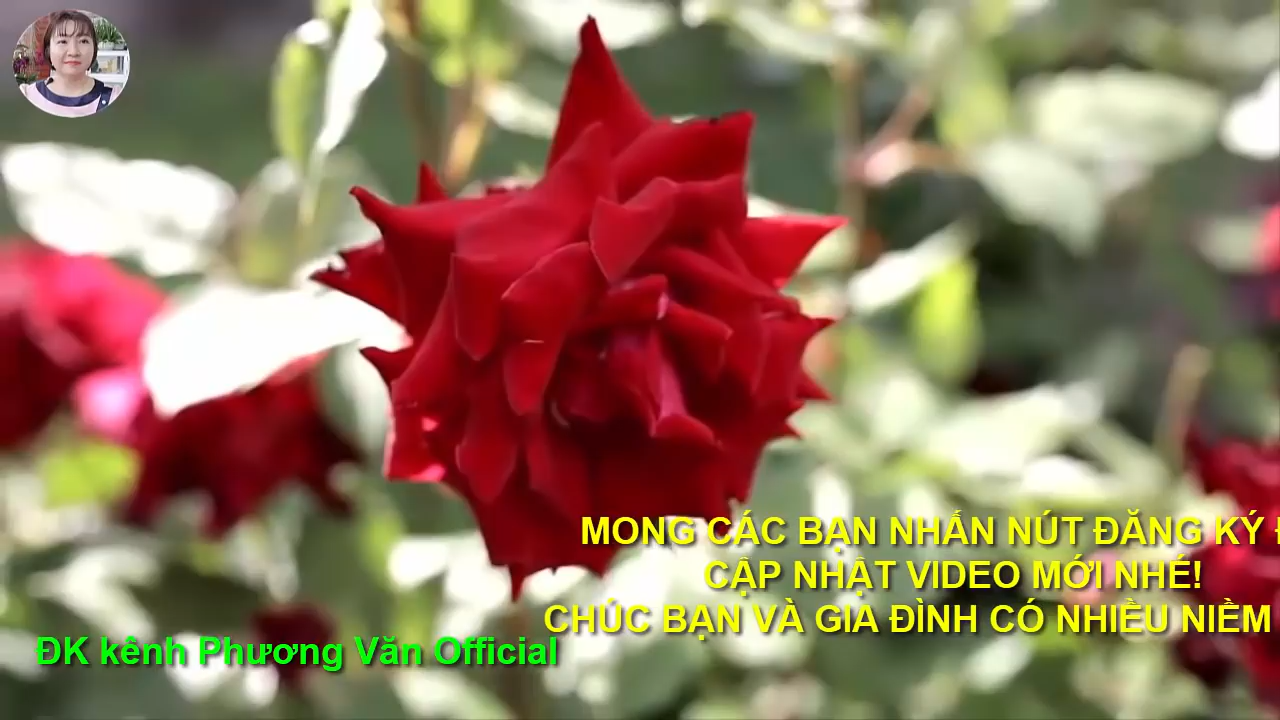 MONG CÁC BẠN NHẤN NÚT ĐĂNG KÝ
CẬP NHẬT VIDEO MỚI NHÉ!
CHÚC BẠN VÀ GIA ĐÌNH CÓ NHIỀU NIỀM
ĐK kênh Phương Văn Official